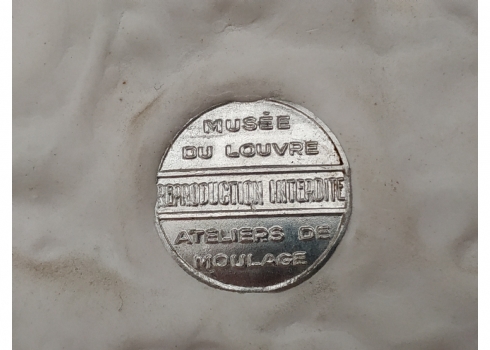 MUSÉE
DU LOUVRE
REPRODUCTION INTERDITE
ATELIERS DE
MOULAGE